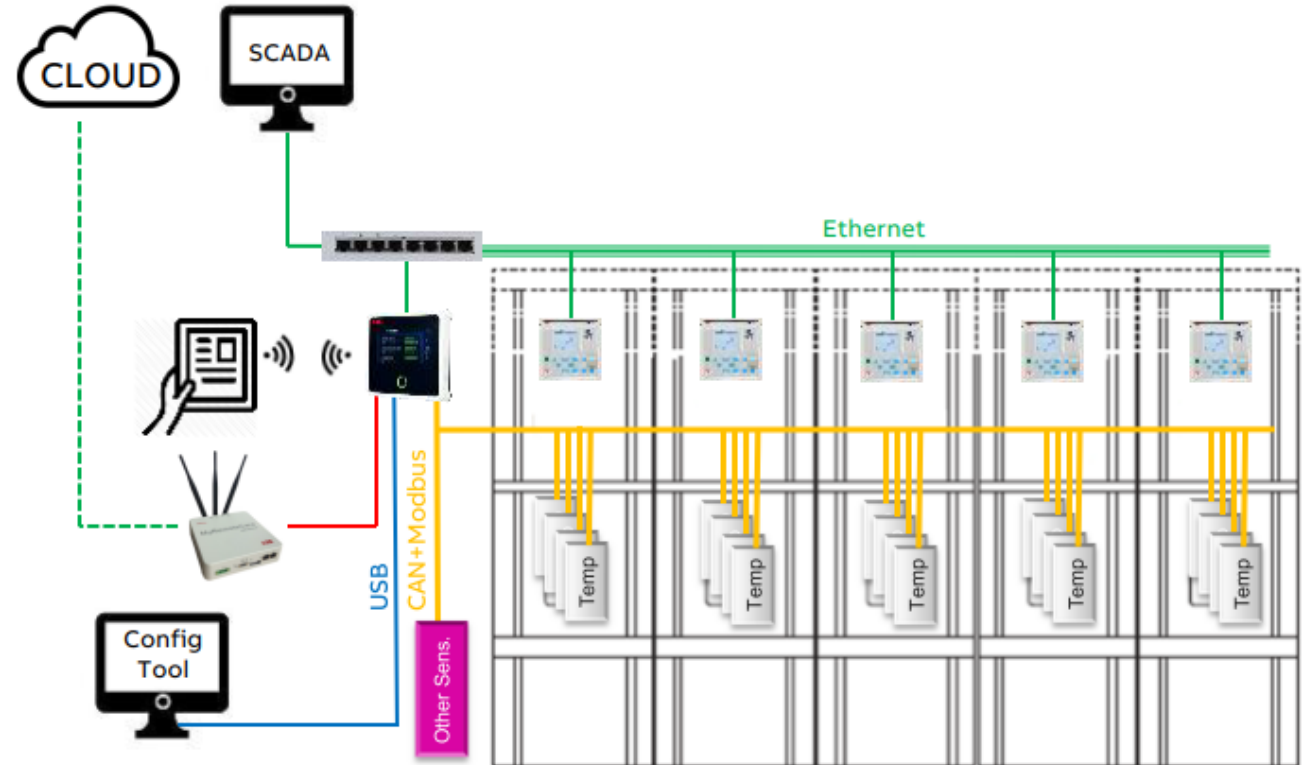 CLOUD
SCADA
Ethernet
USB
CAN+Modbus
Temp
Temp
Temp
Temp
Temp
Config
Tool
Other Sens.